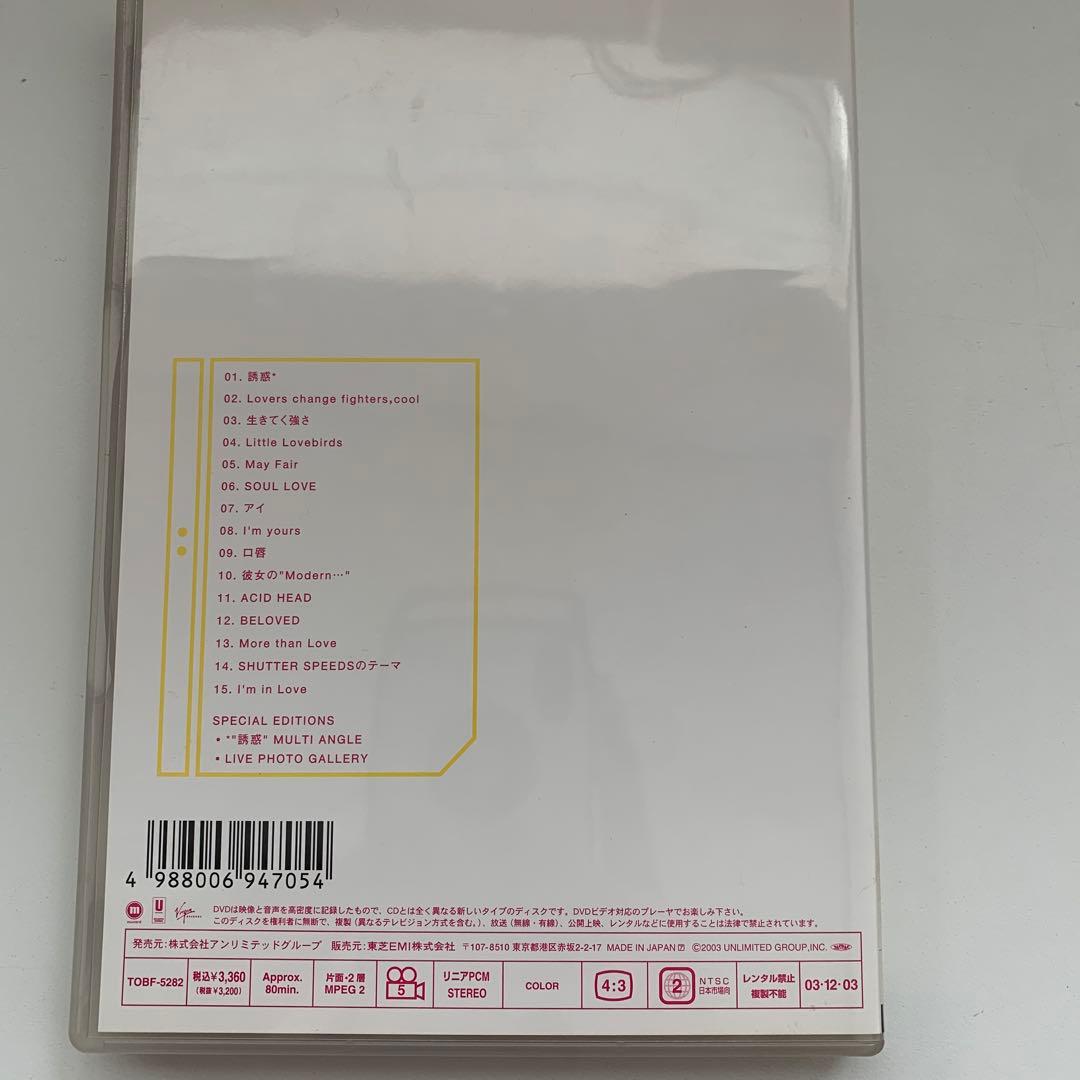 01. 誘惑*
02. Lovers change fighters,cool
03. 生きてく強さ
04. Little Lovebirds
05. May Fair
06. SOUL LOVE
07. アイ
08. I'm yours
09. 口唇
10. 彼女の"Modern…"
11. ACID HEAD
12. BELOVED
13. More than Love
14. SHUTTER SPEEDSのテーマ
15. I'm in Love
SPECIAL EDITIONS
• *"誘惑" MULTI ANGLE
• LIVE PHOTO GALLERY
4 988006 947054
Virgin
DVDは映像と音声を高密度に記録したもので、CDとは全く異なる新しいタイプのディスクです。DVDビデオ対応のプレーヤでお楽しみ下さい。
このディスクを権利者に無断で、複製(異なるテレビジョン方式を含む。)、放送(無線・有線)、公開上映、レンタルなどに使用することは法律で禁止されています。
発売元:株式会社アンリミテッドグループ 販売元:東芝EMI株式会社 〒107-8510 東京都港区赤坂2-2-17 MADE IN JAPAN ©2003 UNLIMITED GROUP,INC.
TOBF-5282
税込¥3,360
(税抜¥3,200)
Approx.
80min.
片面・2層
MPEG 2
5
リニアPCM
STEREO
COLOR
4:3
2
NTSC
日本市場向
レンタル禁止
複製不能
03・12・03